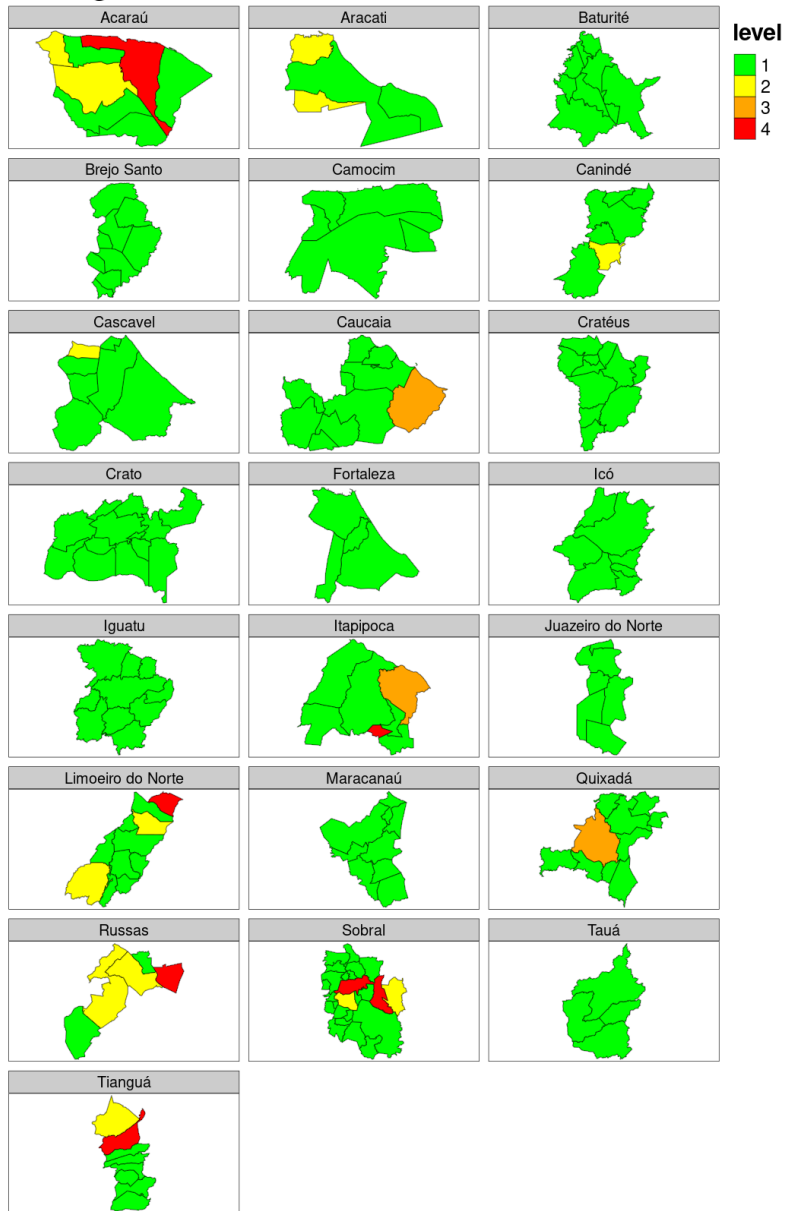 Acaraú
Aracati
Baturité
level
1
2
3
4
Brejo Santo
Camocim
Canindé
Cascavel
Caucaia
Cratéus
Crato
Fortaleza
Icó
Iguatu
Itapipoca
Juazeiro do Norte
Limoeiro do Norte
Maracanaú
Quixadá
Russas
Sobral
Tauá
Tianguá